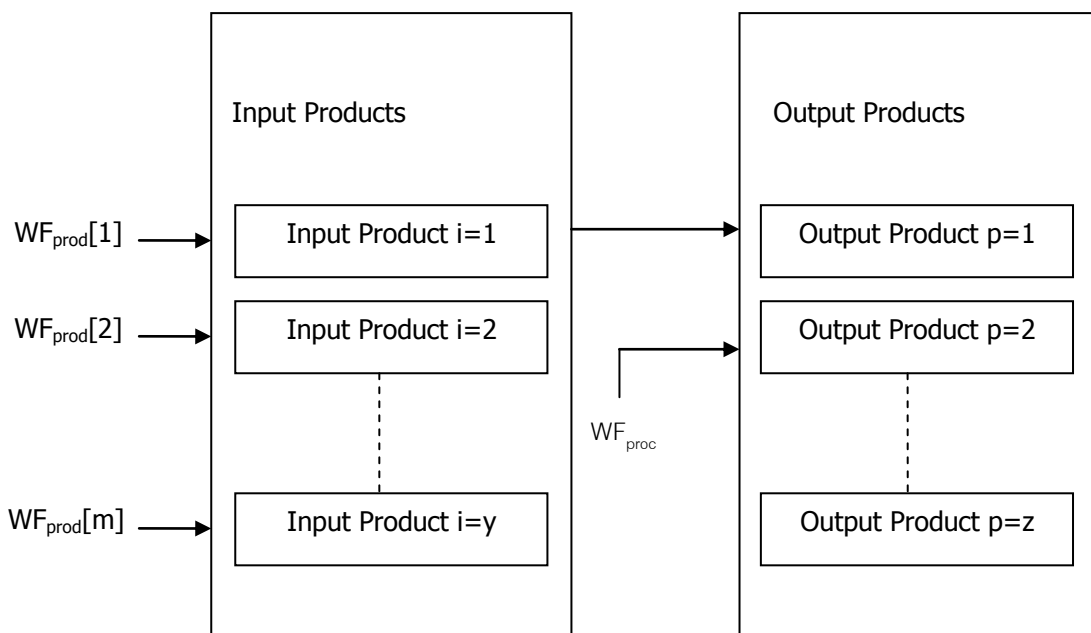 Input Products
Output Products
WFprod[1]
Input Product i=1
Output Product p=1
WFprod[2]
Input Product i=2
Output Product p=2
WFproc
WFprod[m]
Input Product i=y
Output Product p=z